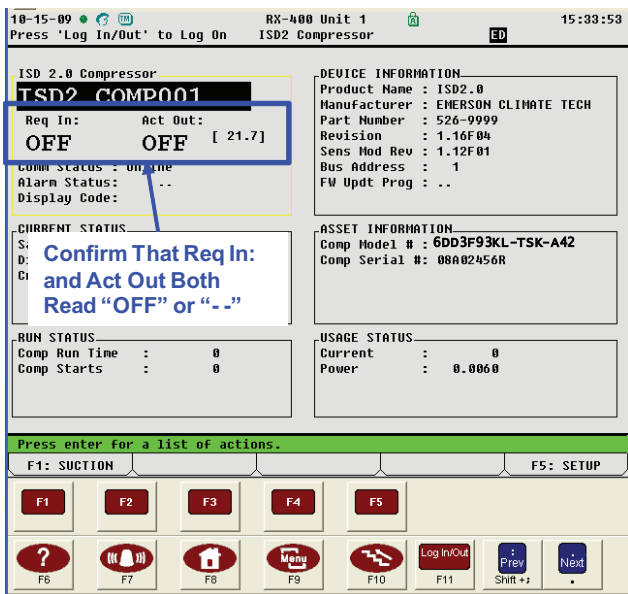 10-15-09 TM RX-400 Unit 1 15:33:53
Press 'Log In/Out' to Log On ISD2 Compressor ED
ISD 2.0 Compressor
ISD2 COMP001
Req In: Act Out:
OFF OFF [ 21.7]
Comm Status : Online
Alarm Status: ..
Display Code:
DEVICE INFORMATION
Product Name : ISD2.0
Manufacturer : EMERSON CLIMATE TECH
Part Number : 526-9999
Revision : 1.16F04
Sens Mod Rev : 1.12F01
Bus Address : 1
FW Updt Prog : ..
CURRENT STATUS
Confirm That Req In:
and Act Out Both
Read “OFF” or “- -”
ASSET INFORMATION
Comp Model # : 6DD3F93KL-TSK-A42
Comp Serial #: 08A02456R
RUN STATUS
Comp Run Time : 0
Comp Starts : 0
USAGE STATUS
Current : 0
Power : 0.0060
Press enter for a list of actions.
F1: SUCTION F5: SETUP
F1 F2 F3 F4 F5
? Menu Log In/Out : Prev . Next
F6 F7 F8 F9 F10 F11 Shift +; .